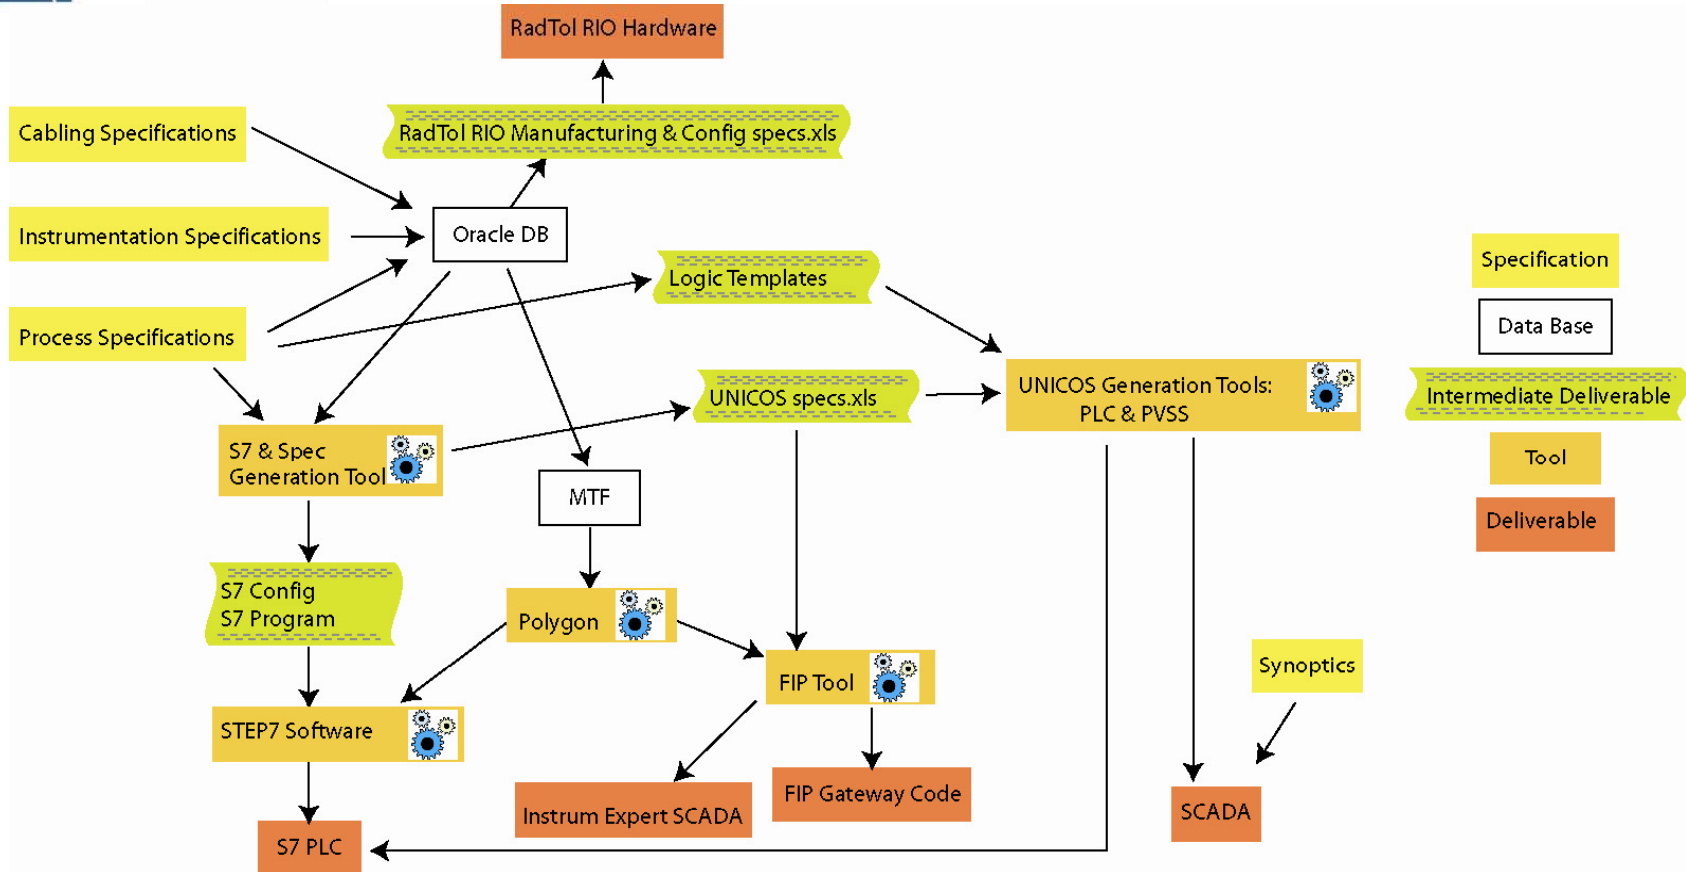 RadTol RIO Hardware
Cabling Specifications
RadTol RIO Manufacturing & Config specs.xls
Instrumentation Specifications
Oracle DB
Logic Templates
Process Specifications
UNICOS specs.xls
UNICOS Generation Tools:
PLC & PVSS
S7 & Spec
Generation Tool
MTF
S7 Config
S7 Program
Polygon
FIP Tool
STEP7 Software
Synoptics
Instrum Expert SCADA
FIP Gateway Code
SCADA
S7 PLC
Specification
Data Base
Intermediate Deliverable
Tool
Deliverable